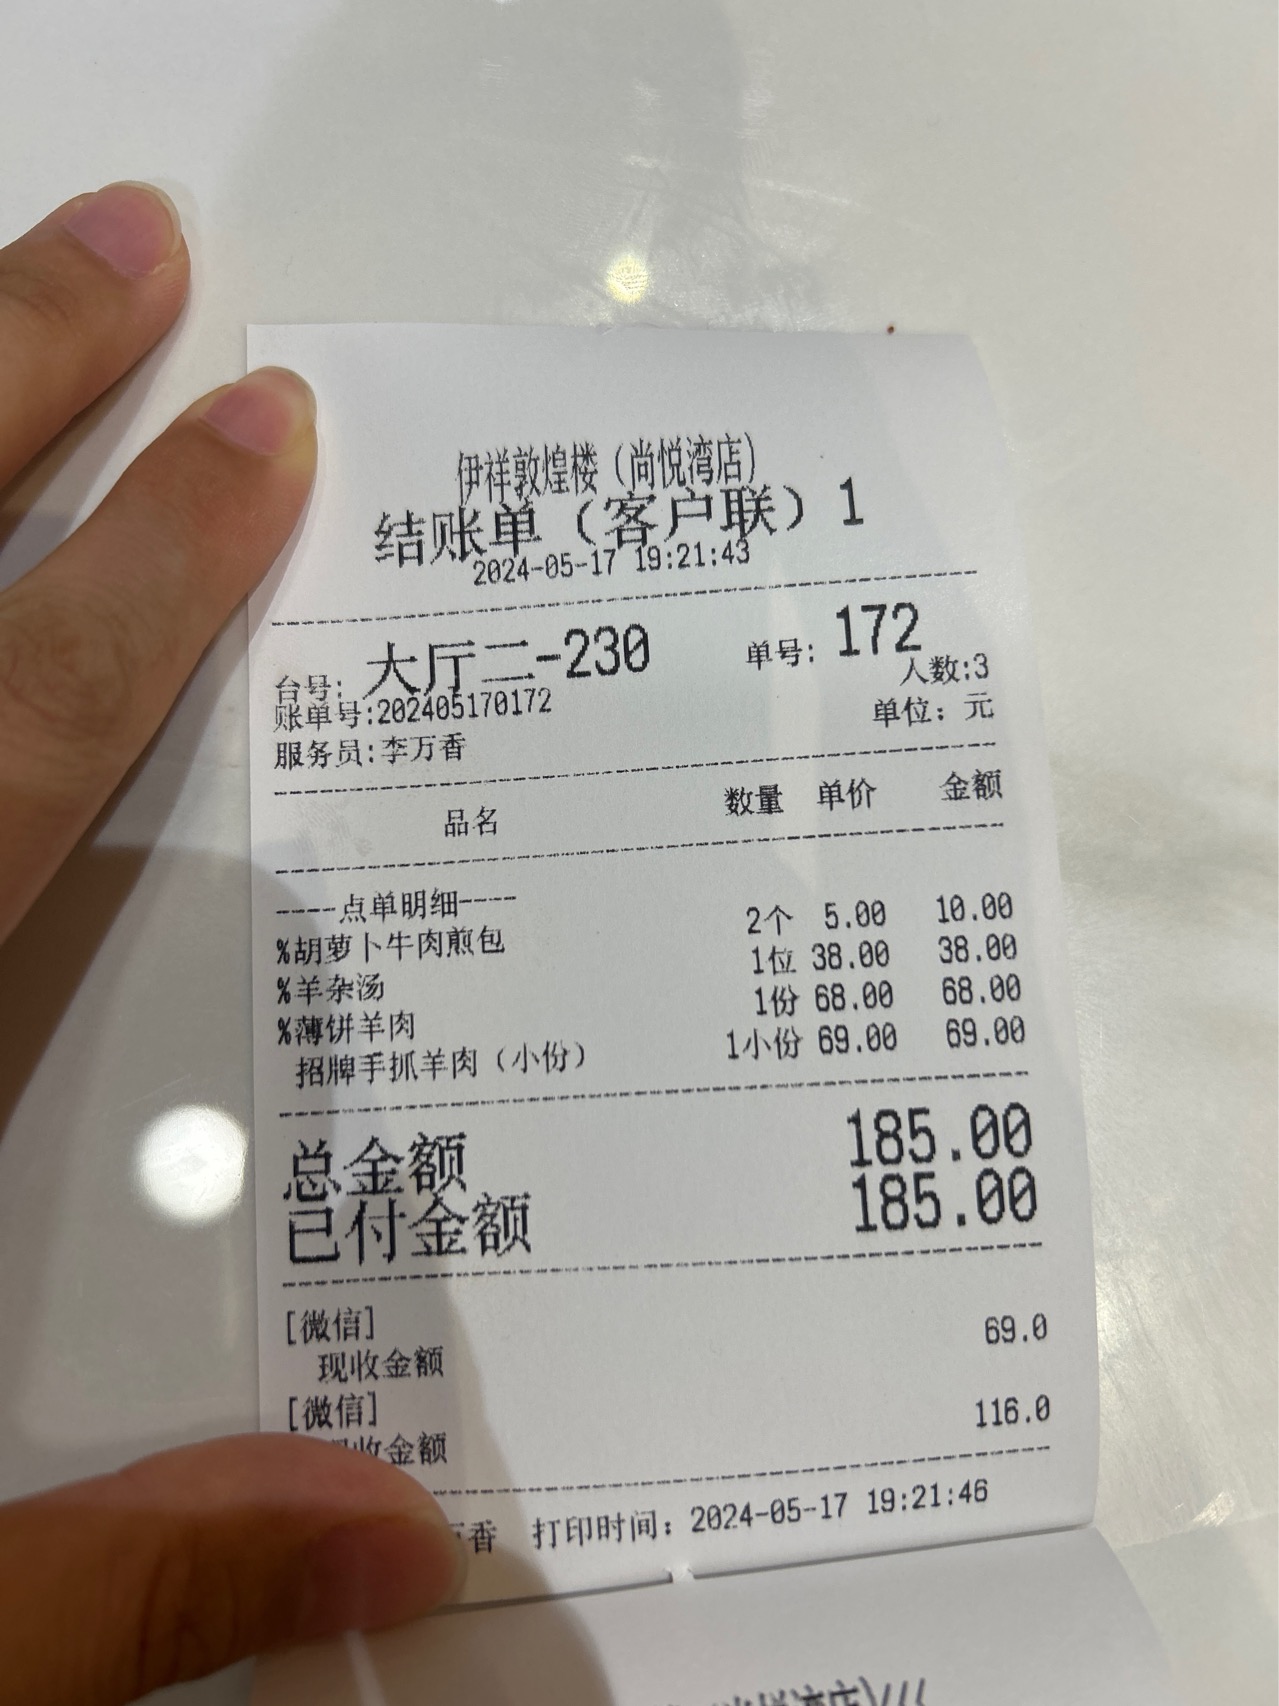 伊祥敦煌楼（尚悦湾店）
结账单（客户联）1
2024-05-17 19:21:43
台号: 大厅二-230 单号: 172
人数:3
账单号:202405170172
单位：元
服务员:李万香
品名 数量 单价 金额
----点单明细----
%胡萝卜牛肉煎包 2个 5.00 10.00
%羊杂汤 1位 38.00 38.00
%薄饼羊肉 1份 68.00 68.00
招牌手抓羊肉（小份） 1小份 69.00 69.00
总金额 185.00
已付金额 185.00
[微信]
现收金额 69.0
[微信]
收金额 116.0
香 打印时间：2024-05-17 19:21:46